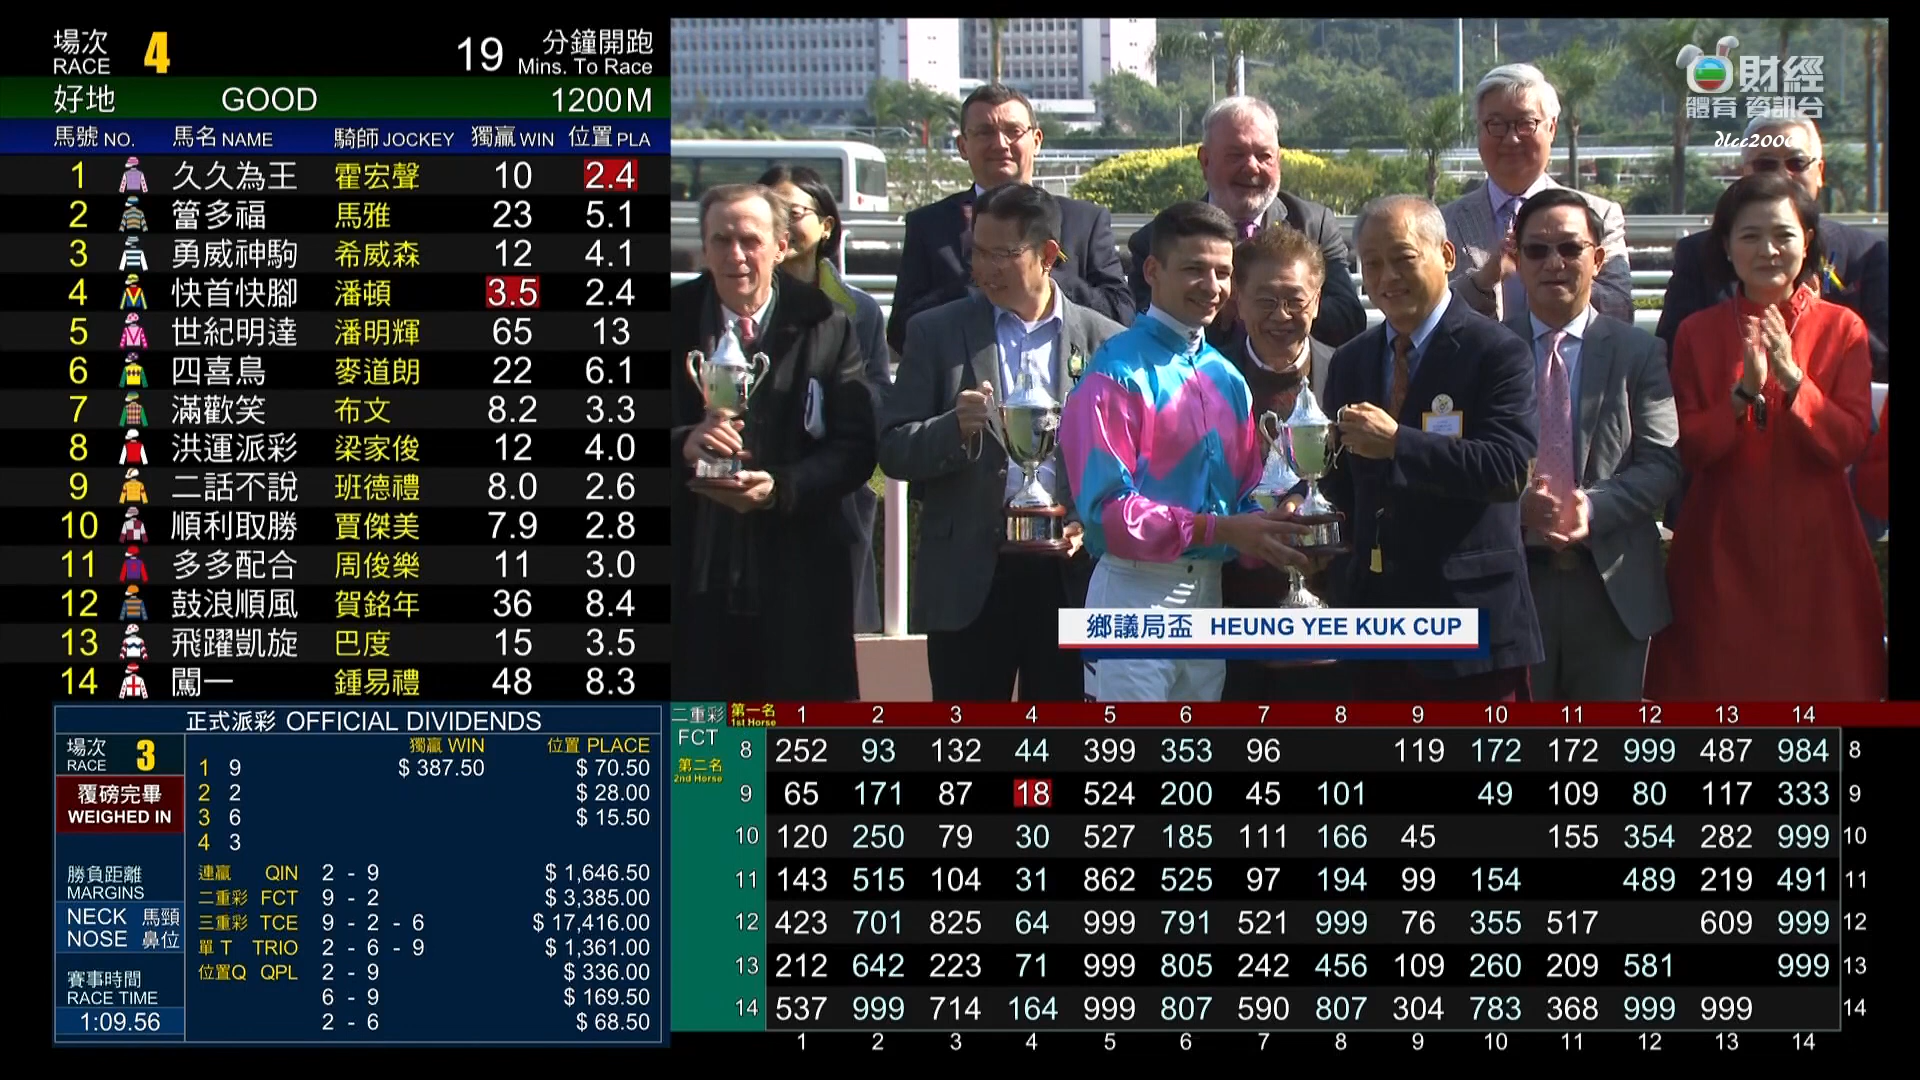 場次 4 19 分鐘開跑
RACE Mins. To Race
好地 GOOD 1200M
馬號 NO. 馬名 NAME 騎師 JOCKEY 獨贏 WIN 位置 PLA
1 久久為王 霍宏聲 10 2.4
2 簹多福 馬雅 23 5.1
3 勇威神駒 希威森 12 4.1
4 快首快腳 潘頓 3.5 2.4
5 世紀明達 潘明輝 65 13
6 四喜鳥 麥道朗 22 6.1
7 滿歡笑 布文 8.2 3.3
8 洪運派彩 梁家俊 12 4.0
9 二話不說 班德禮 8.0 2.6
10 順利取勝 賈傑美 7.9 2.8
11 多多配合 周俊樂 11 3.0
12 鼓浪順風 賀銘年 36 8.4
13 飛躍凱旋 巴度 15 3.5
14 闖一 鍾易禮 48 8.3
財經
體育 資訊台
dlcc2000
鄉議局盃 HEUNG YEE KUK CUP
正式派彩 OFFICIAL DIVIDENDS
場次 3
RACE
覆磅完畢
WEIGHED IN
勝負距離
MARGINS
NECK 馬頸
NOSE 鼻位
賽事時間
RACE TIME
1:09.56
獨贏 WIN 位置 PLACE
1 9 $ 387.50 $ 70.50
2 2 $ 28.00
3 6 $ 15.50
4 3
連贏 QIN 2 - 9 $ 1,646.50
二重彩 FCT 9 - 2 $ 3,385.00
三重彩 TCE 9 - 2 - 6 $ 17,416.00
單T TRIO 2 - 6 - 9 $ 1,361.00
位置Q QPL 2 - 9 $ 336.00
6 - 9 $ 169.50
2 - 6 $ 68.50
二重彩 第一名 1 2 3 4 5 6 7 8 9 10 11 12 13 14
1st Horse
FCT
第二名
2nd Horse
8 252 93 132 44 399 353 96 119 172 172 999 487 984 8
9 65 171 87 18 524 200 45 101 49 109 80 117 333 9
10 120 250 79 30 527 185 111 166 45 155 354 282 999 10
11 143 515 104 31 862 525 97 194 99 154 489 219 491 11
12 423 701 825 64 999 791 521 999 76 355 517 609 999 12
13 212 642 223 71 999 805 242 456 109 260 209 581 999 13
14 537 999 714 164 999 807 590 807 304 783 368 999 999 14
1 2 3 4 5 6 7 8 9 10 11 12 13 14